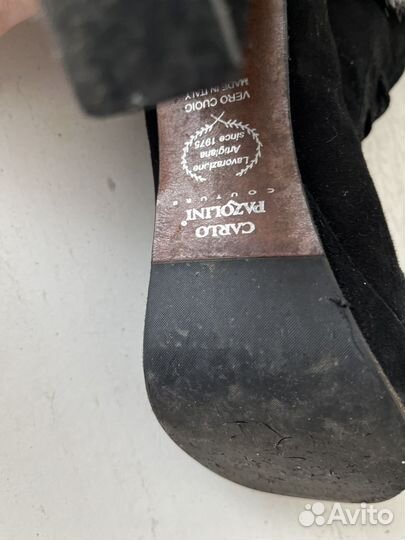 CARLO
PAZOLINI®
COUTURE
Lavorazione
Artigiana
since 1975
VERO CUOIO
MADE IN ITALY
Avito